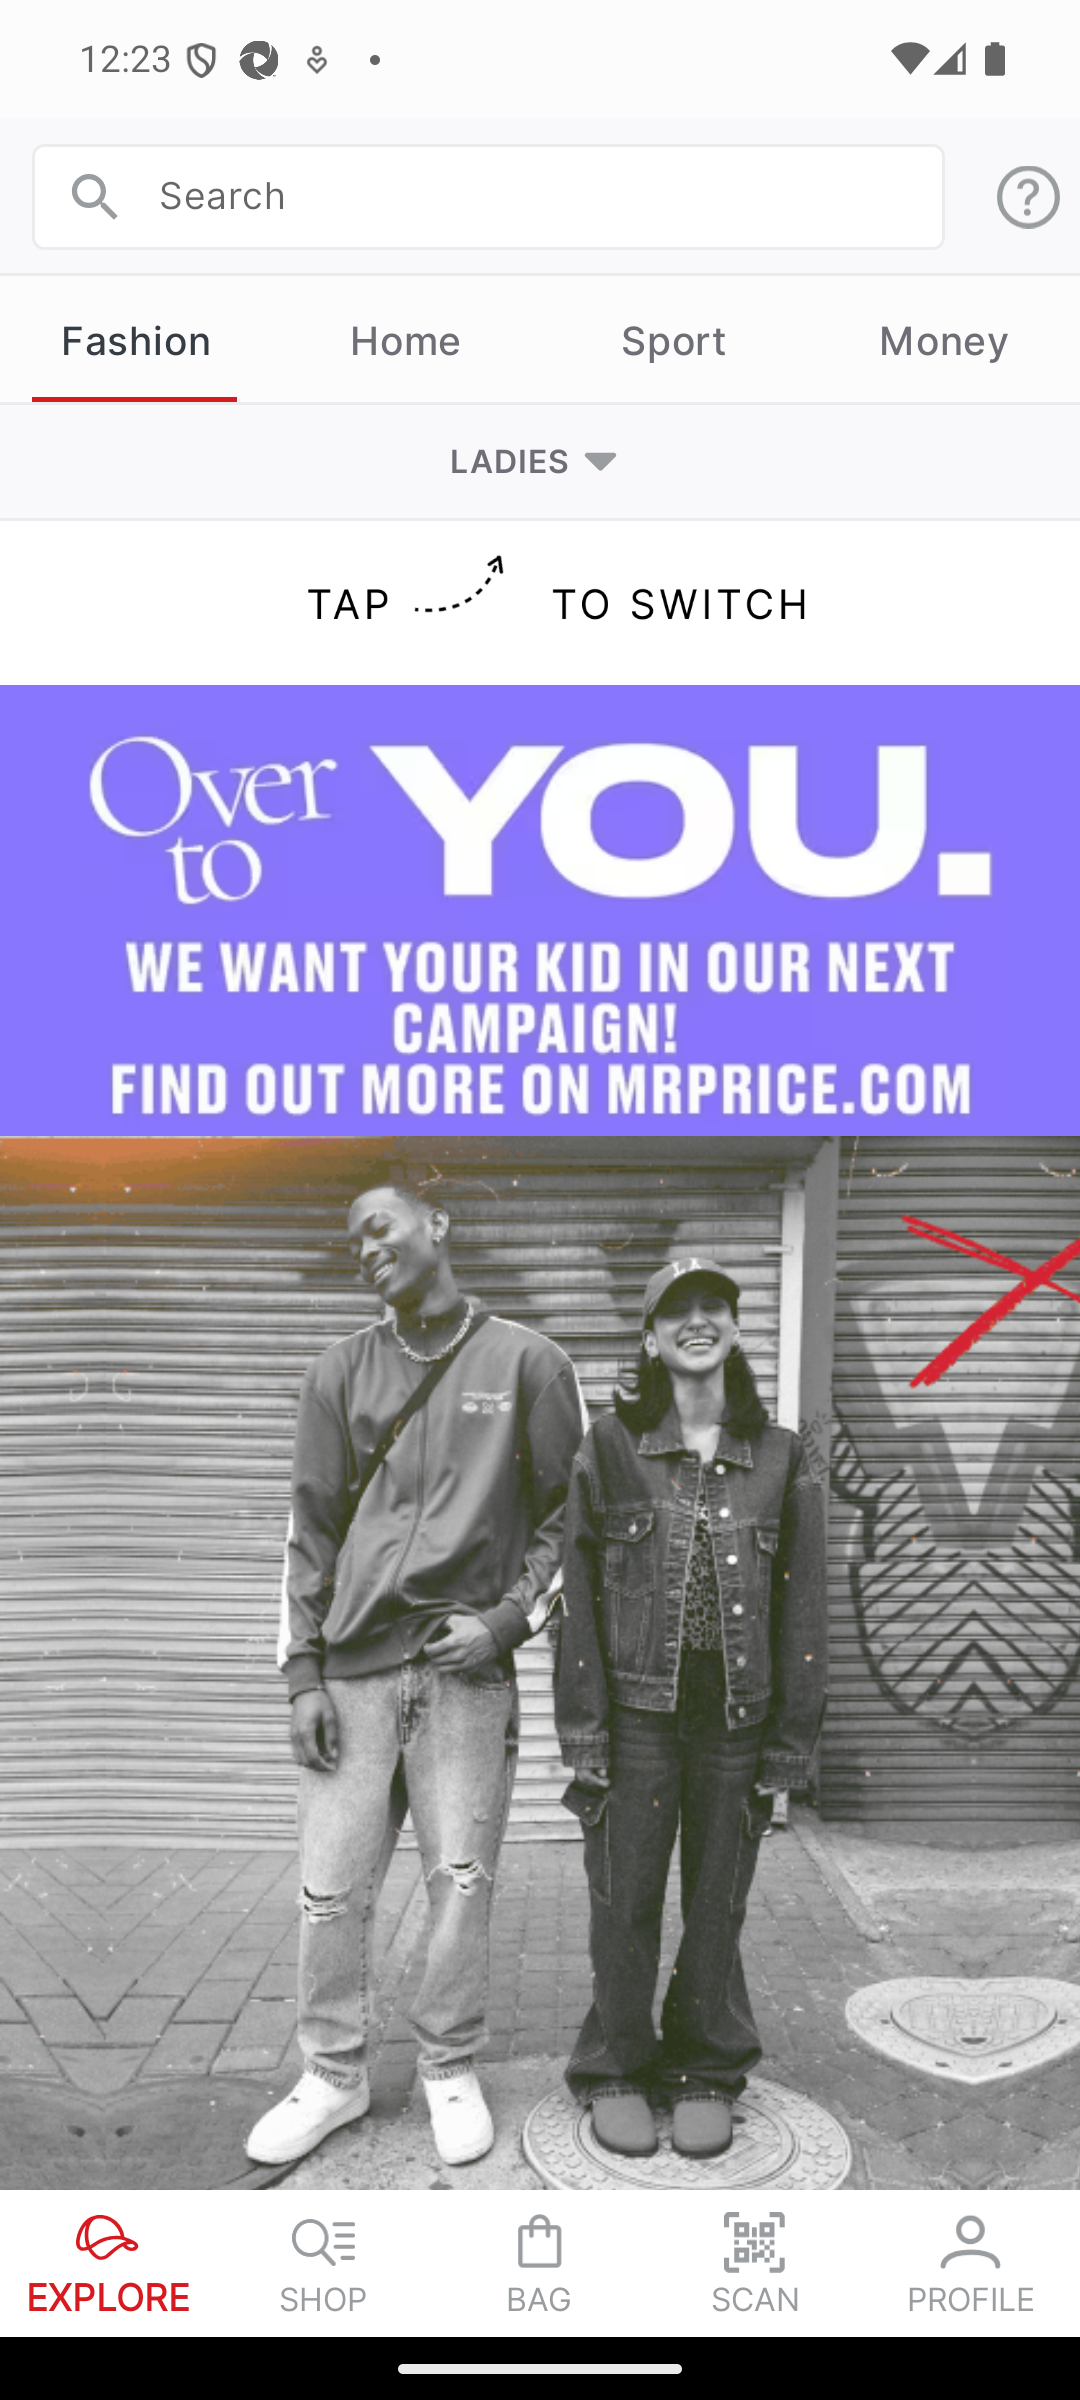 12:23
Search
Fashion Home Sport Money
LADIES
TAP TO SWITCH
Over to YOU.
WE WANT YOUR KID IN OUR NEXT
CAMPAIGN!
FIND OUT MORE ON MRPRICE.COM
LA
EXPLORE SHOP BAG SCAN PROFILE